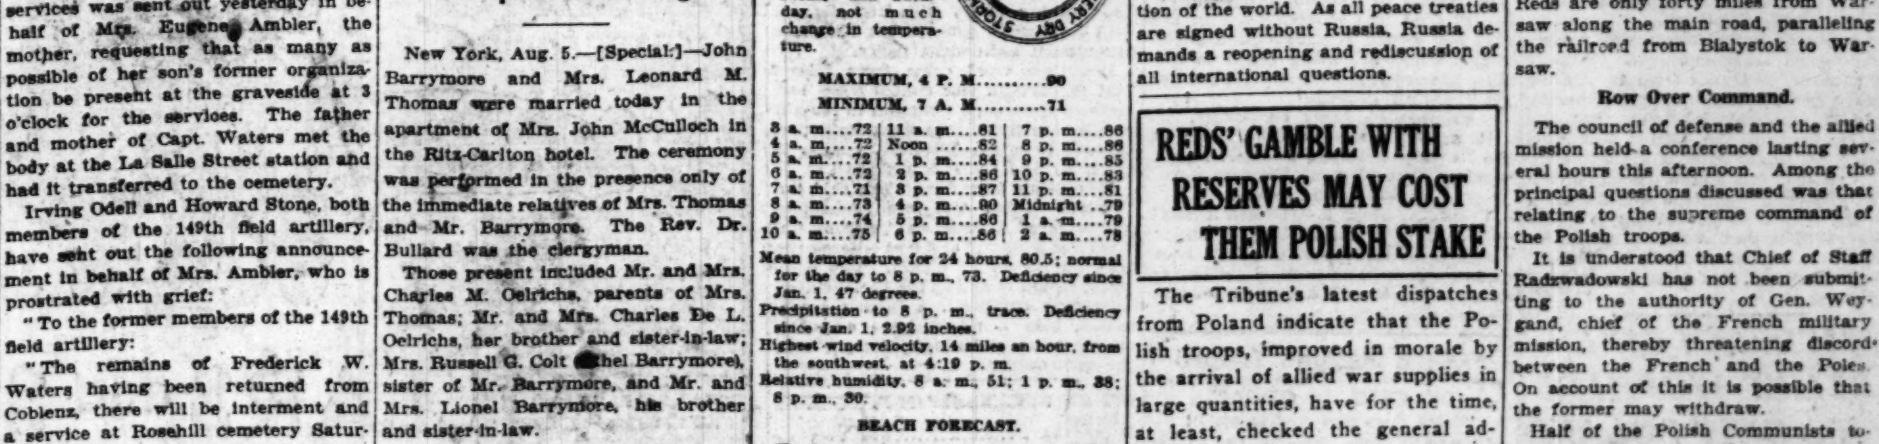 services was sent out yesterday in be-
half of Mrs. Eugene Ambler, the
mother, requesting that as many as
possible of her son's former organiza-
tion be present at the graveside at 3
o'clock for the services. The father
and mother of Capt. Waters met the
body at the La Salle Street station and
had it transferred to the cemetery.
Irving Odell and Howard Stone, both
members of the 149th field artillery,
have sent out the following announce-
ment in behalf of Mrs. Ambler, who is
prostrated with grief:
"To the former members of the 149th
field artillery:
"The remains of Frederick W.
Waters having been returned from
Coblenz, there will be interment and
a service at Rosehill cemetery Satur-
New York, Aug. 5.—[Special.]—John
Barrymore and Mrs. Leonard M.
Thomas were married today in the
apartment of Mrs. John McCulloch in
the Ritz-Carlton hotel. The ceremony
was performed in the presence only of
the immediate relatives of Mrs. Thomas
and Mr. Barrymore. The Rev. Dr.
Bullard was the clergyman.
Those present included Mr. and Mrs.
Charles M. Oelrichs, parents of Mrs.
Thomas; Mr. and Mrs. Charles De L.
Oelrichs, her brother and sister-in-law;
Mrs. Russell G. Colt (Ethel Barrymore),
sister of Mr. Barrymore, and Mr. and
Mrs. Lionel Barrymore, his brother
and sister-in-law.
day, not much
change in tempera-
ture.
MAXIMUM, 4 P. M..........90
MINIMUM, 7 A. M..........71
3 a. m....72 | 11 a. m....81 | 7 p. m....86
4 a. m....72 | Noon ......82 | 8 p. m....86
5 a. m....72 | 1 p. m....84 | 9 p. m....85
6 a. m....72 | 2 p. m....86 | 10 p. m....83
7 a. m....71 | 3 p. m....87 | 11 p. m....81
8 a. m....73 | 4 p. m....90 | Midnight ..79
9 a. m....74 | 5 p. m....86 | 1 a. m....79
10 a. m....75 | 6 p. m....86 | 2 a. m....78
Mean temperature for 24 hours, 80.5; normal
for the day to 8 p. m., 73. Deficiency since
Jan. 1, 47 degrees.
Precipitation to 8 p. m., trace. Deficiency
since Jan. 1, 2.92 inches.
Highest wind velocity, 14 miles an hour, from
the southwest, at 4:19 p. m.
Relative humidity, 8 a. m., 51; 1 p. m., 38;
8 p. m., 30.
BEACH FORECAST.
tion of the world. As all peace treaties
are signed without Russia, Russia de-
mands a reopening and rediscussion of
all international questions.
REDS' GAMBLE WITH
RESERVES MAY COST
THEM POLISH STAKE
The Tribune's latest dispatches
from Poland indicate that the Po-
lish troops, improved in morale by
the arrival of allied war supplies in
large quantities, have for the time,
at least, checked the general ad-
Reds are only forty miles from War-
saw along the main road, paralleling
the railroad from Bialystok to War-
saw.
Row Over Command.
The council of defense and the allied
mission held a conference lasting sev-
eral hours this afternoon. Among the
principal questions discussed was that
relating to the supreme command of
the Polish troops.
It is understood that Chief of Staff
Radzwadowski has not been submit-
ting to the authority of Gen. Wey-
gand, chief of the French military
mission, thereby threatening discord
between the French and the Poles.
On account of this it is possible that
the former may withdraw.
Half of the Polish Communists to-